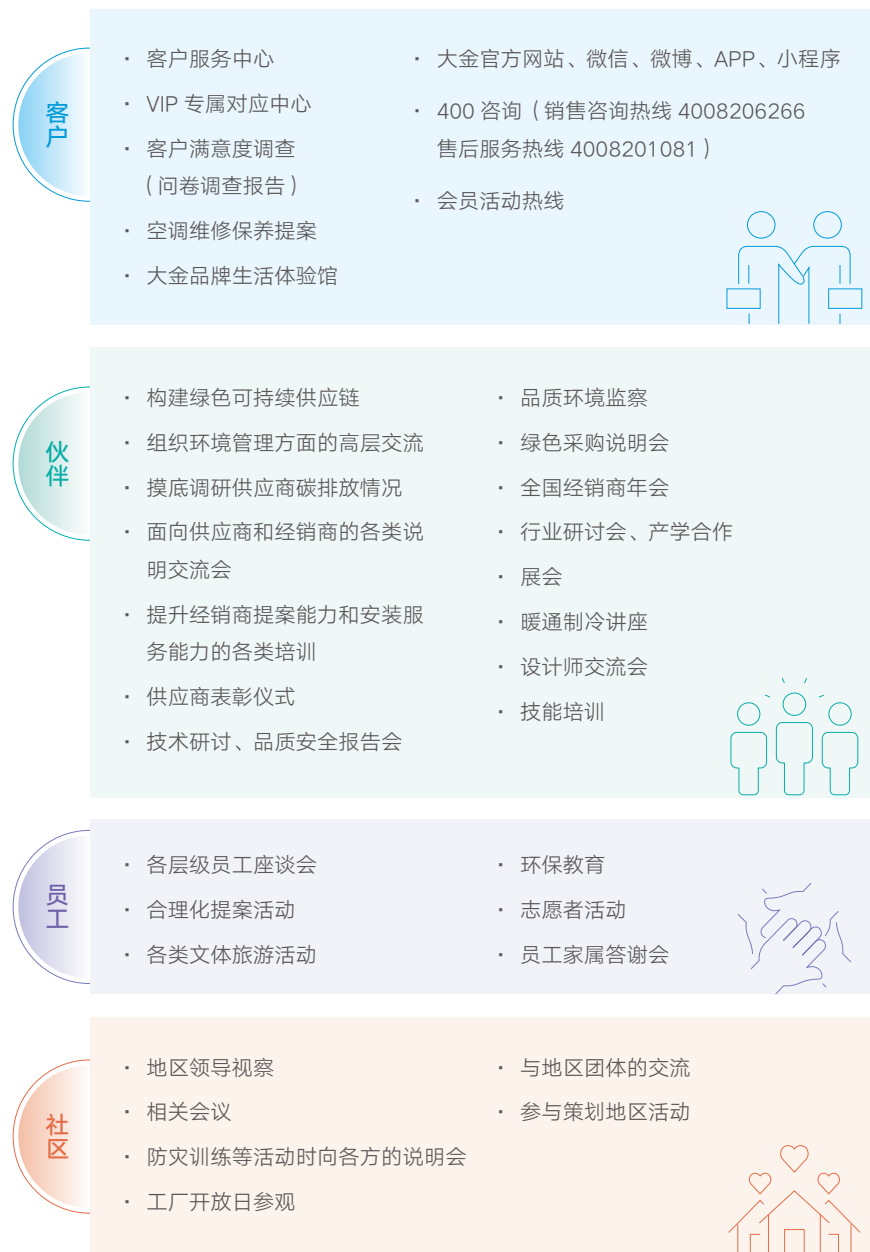 客户
· 客户服务中心
· VIP 专属对应中心
· 客户满意度调查
（问卷调查报告）
· 空调维修保养提案
· 大金品牌生活体验馆
· 大金官方网站、微信、微博、APP、小程序
· 400 咨询（销售咨询热线 4008206266
售后服务热线 4008201081）
· 会员活动热线
伙伴
· 构建绿色可持续供应链
· 组织环境管理方面的高层交流
· 摸底调研供应商碳排放情况
· 面向供应商和经销商的各类说
明交流会
· 提升经销商提案能力和安装服
务能力的各类培训
· 供应商表彰仪式
· 技术研讨、品质安全报告会
· 品质环境监察
· 绿色采购说明会
· 全国经销商年会
· 行业研讨会、产学合作
· 展会
· 暖通制冷讲座
· 设计师交流会
· 技能培训
员工
· 各层级员工座谈会
· 合理化提案活动
· 各类文体旅游活动
· 环保教育
· 志愿者活动
· 员工家属答谢会
社区
· 地区领导视察
· 相关会议
· 防灾训练等活动时向各方的说明会
· 工厂开放日参观
· 与地区团体的交流
· 参与策划地区活动